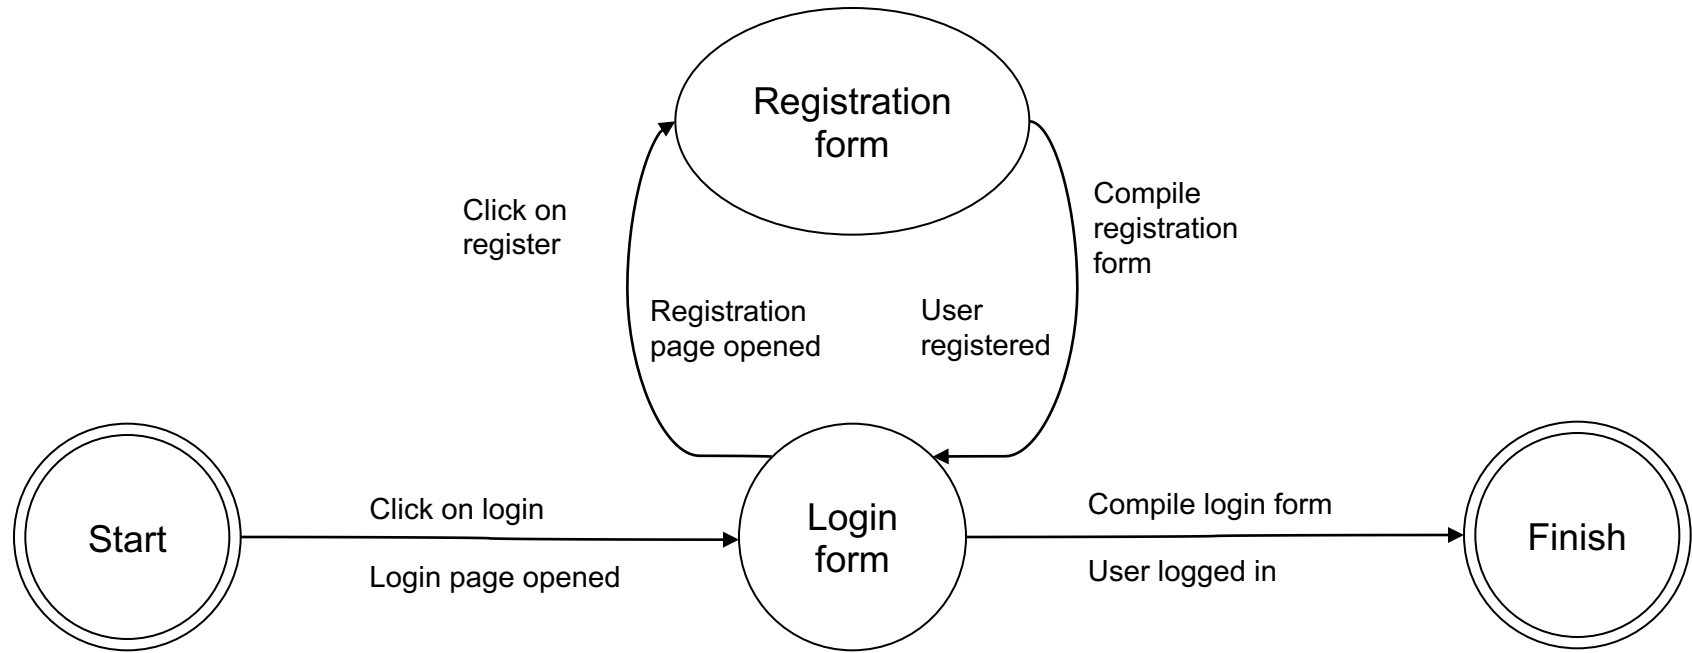 Registration
form
Click on
register
Compile
registration
form
Registration
page opened
User
registered
Start
Click on login
Login page opened
Login
form
Compile login form
User logged in
Finish